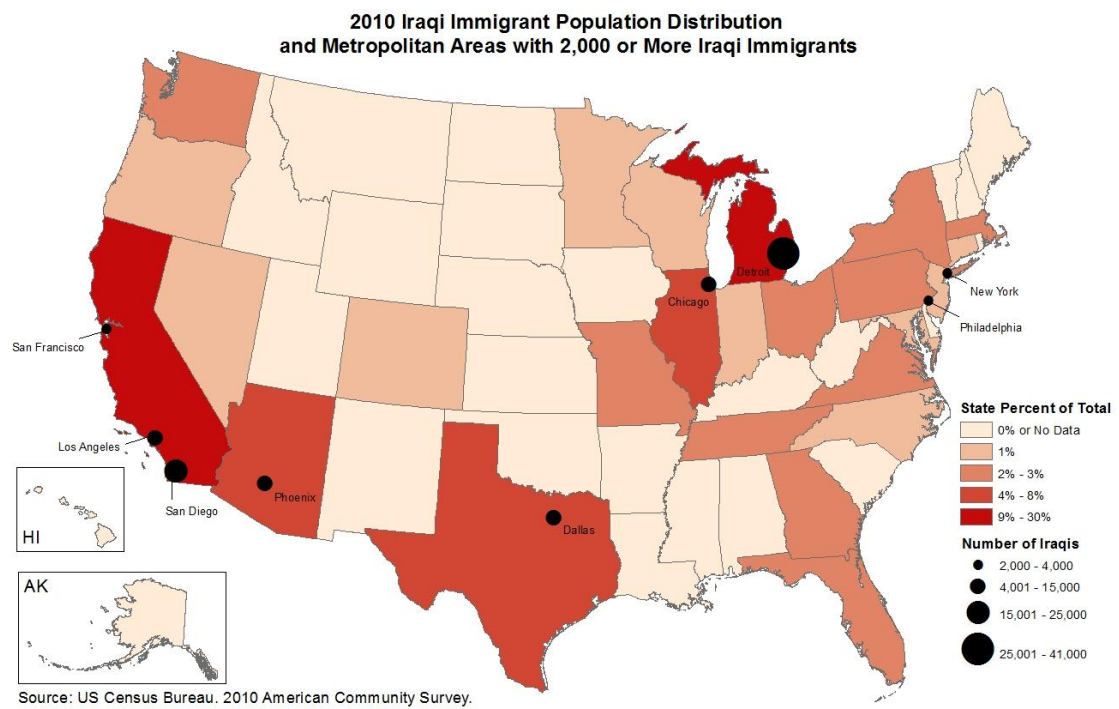 2010 Iraqi Immigrant Population Distribution
and Metropolitan Areas with 2,000 or More Iraqi Immigrants
Detroit
Chicago
New York
Philadelphia
San Francisco
Los Angeles
San Diego
Phoenix
Dallas
HI
AK
State Percent of Total
0% or No Data
1%
2% - 3%
4% - 8%
9% - 30%
Number of Iraqis
2,000 - 4,000
4,001 - 15,000
15,001 - 25,000
25,001 - 41,000
Source: US Census Bureau. 2010 American Community Survey.